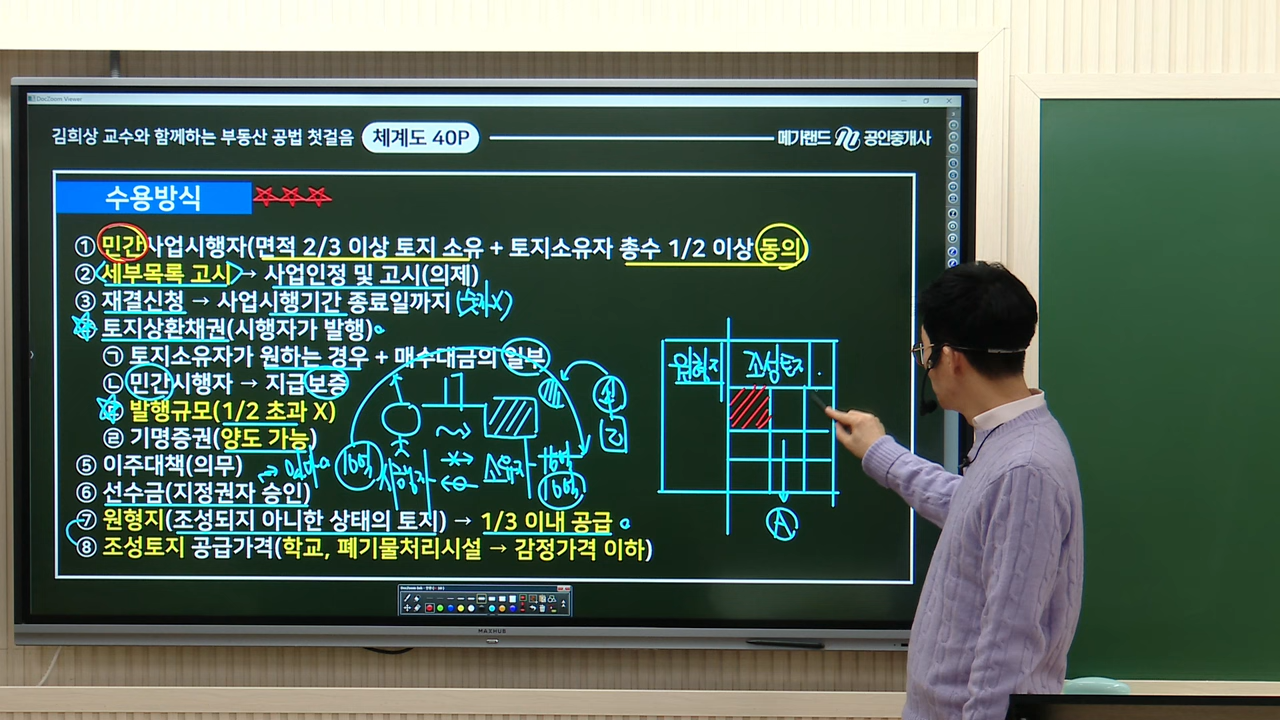 DocZoom Viewer
김희상 교수와 함께하는 부동산 공법 첫걸음 체계도 40P 메가랜드 공인중개사
수용방식
① 민간사업시행자(면적 2/3 이상 토지 소유 + 토지소유자 총수 1/2 이상 동의)
② 세부목록 고시 → 사업인정 및 고시(의제)
③ 재결신청 → 사업시행기간 종료일까지 (숫자X)
④ 토지상환채권(시행자가 발행)
㉠ 토지소유자가 원하는 경우 + 매수대금의 일부
㉡ 민간시행자 → 지급보증
㉢ 발행규모(1/2 초과 X)
㉣ 기명증권(양도 가능)
⑤ 이주대책(의무)
⑥ 선수금(지정권자 승인)
⑦ 원형지(조성되지 아니한 상태의 토지) → 1/3 이내 공급
⑧ 조성토지 공급가격(학교, 폐기물처리시설 → 감정가격 이하)
시행자
소유자
원형지 조성토지
A
MAXHUB